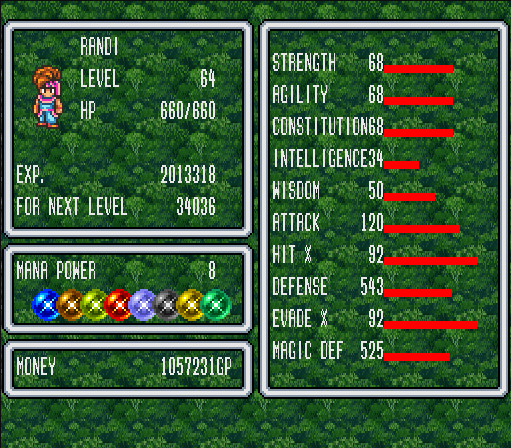 RANDI
LEVEL 64
HP 660/660
EXP. 2013318
FOR NEXT LEVEL 34036
MANA POWER 8
MONEY 1057231GP
STRENGTH 68
AGILITY 68
CONSTITUTION68
INTELLIGENCE34
WISDOM 50
ATTACK 120
HIT % 92
DEFENSE 543
EVADE % 92
MAGIC DEF 525